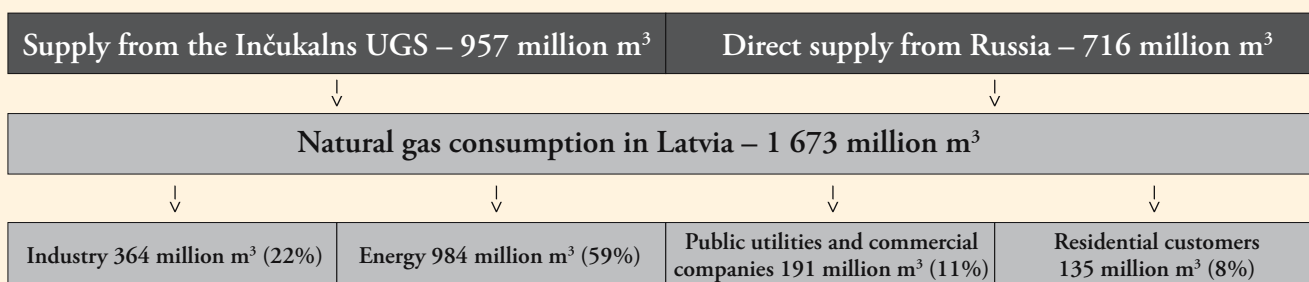 Supply from the Inčukalns UGS – 957 million m³
Direct supply from Russia – 716 million m³
Natural gas consumption in Latvia – 1 673 million m³
Industry 364 million m³ (22%)
Energy 984 million m³ (59%)
Public utilities and commercial
companies 191 million m³ (11%)
Residential customers
135 million m³ (8%)